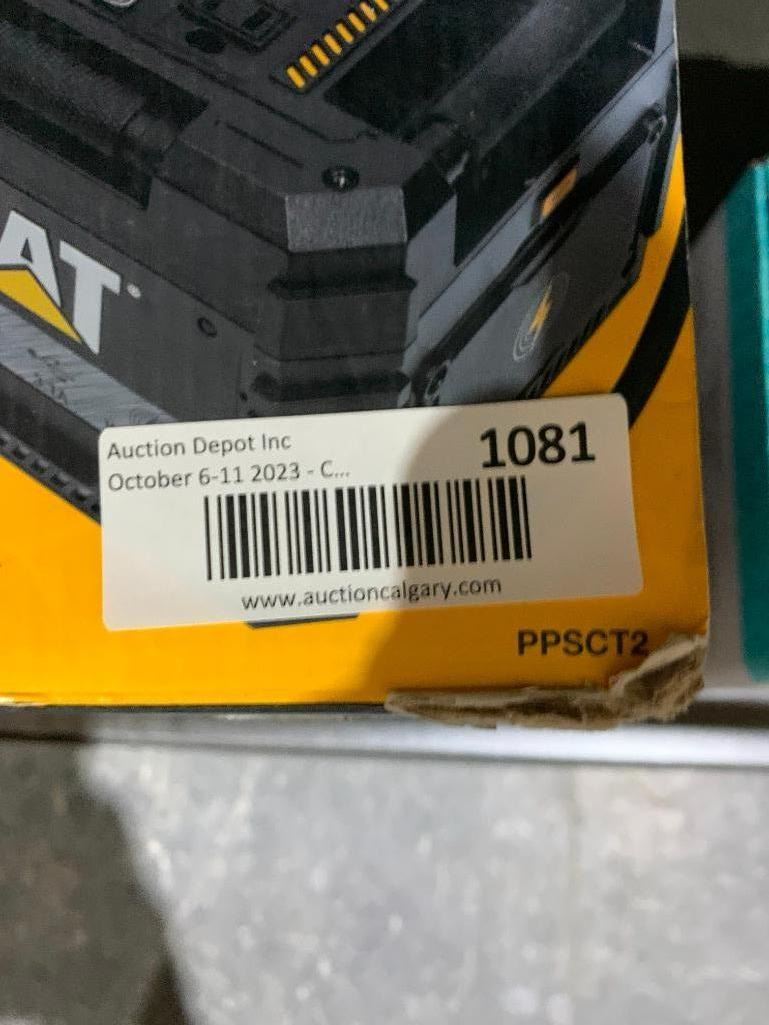 AT
Auction Depot Inc
1081
October 6-11 2023 - C...
www.auctioncalgary.com
PPSCT2